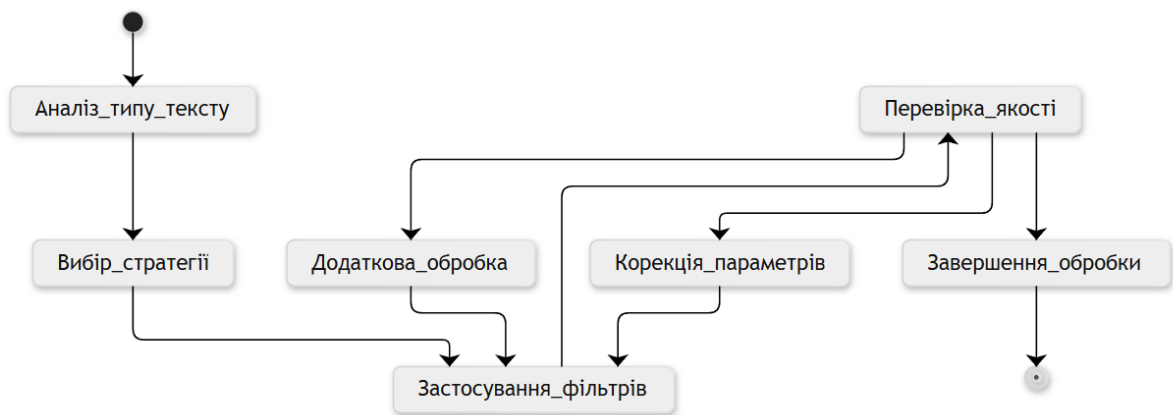 Аналіз_типу_тексту
Перевірка_якості
Вибір_стратегії
Додаткова_обробка
Корекція_параметрів
Завершення_обробки
Застосування_фільтрів